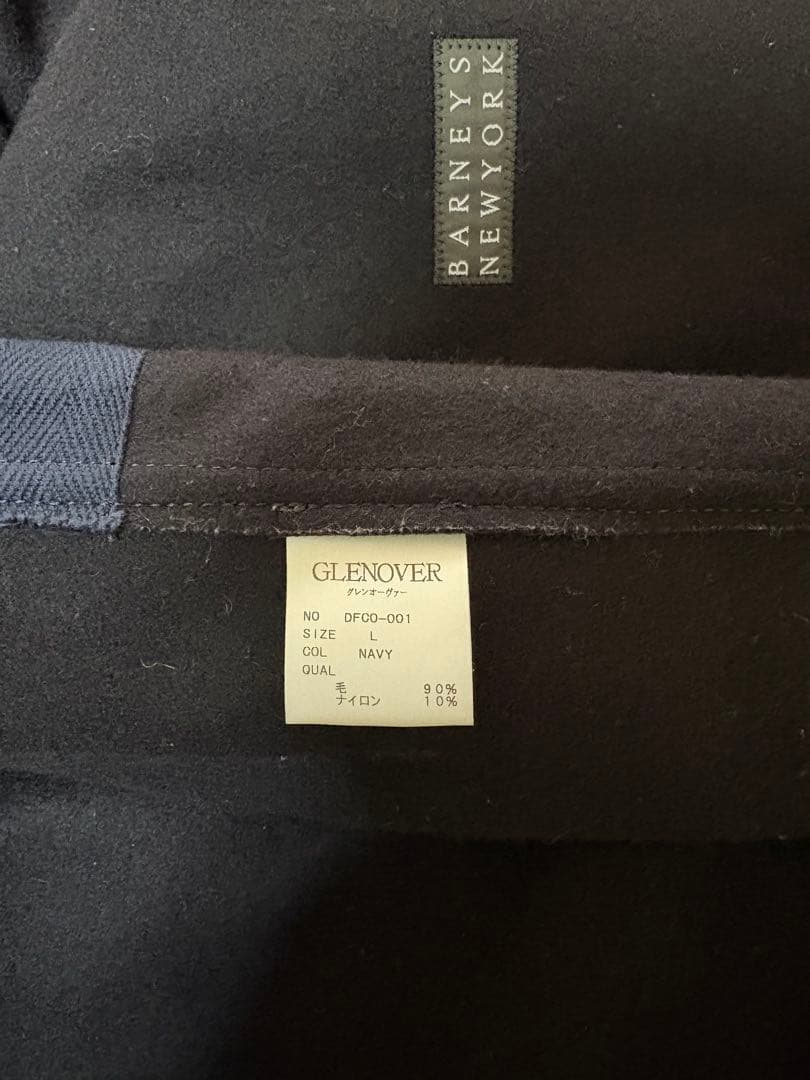 BARNEYS
NEWYORK
GLENOVER
グレンオーヴァー
NO DFCO-001
SIZE L
COL NAVY
QUAL
毛 90%
ナイロン 10%